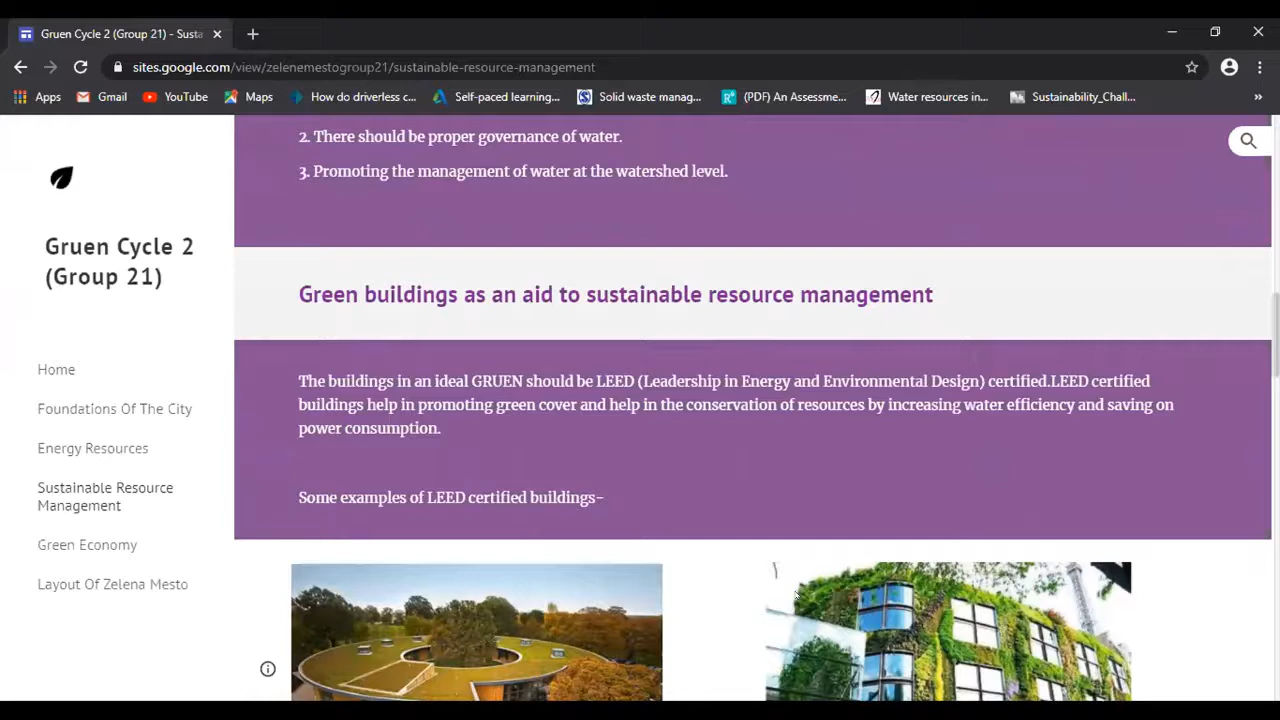 Gruen Cycle 2 (Group 21) - Susta
sites.google.com/view/zelenemestogroup21/sustainable-resource-management
Apps Gmail YouTube Maps How do driverless c... Self-paced learning,... Solid waste manag... (PDF) An Assessme... Water resources in... Sustainability_Chall... »
Gruen Cycle 2
(Group 21)
Home
Foundations Of The City
Energy Resources
Sustainable Resource
Management
Green Economy
Layout Of Zelena Mesto
2. There should be proper governance of water.
3. Promoting the management of water at the watershed level.
Green buildings as an aid to sustainable resource management
The buildings in an ideal GRUEN should be LEED (Leadership in Energy and Environmental Design) certified.LEED certified
buildings help in promoting green cover and help in the conservation of resources by increasing water efficiency and saving on
power consumption.
Some examples of LEED certified buildings-